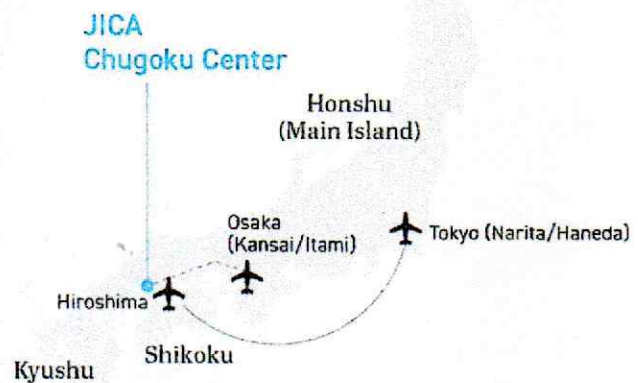 JICA
Chugoku Center
Honshu
(Main Island)
Osaka
(Kansai/Itami)
Tokyo (Narita/Haneda)
Hiroshima
Shikoku
Kyushu